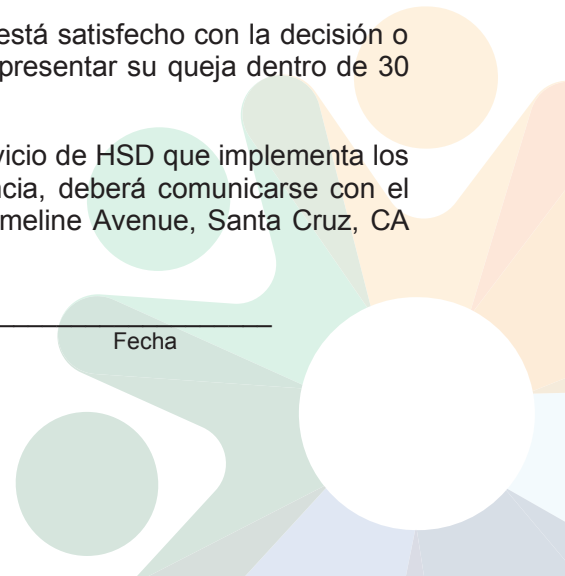 está satisfecho con la decisión o
presentar su queja dentro de 30
vicio de HSD que implementa los
ncia, deberá comunicarse con el
meline Avenue, Santa Cruz, CA
Fecha